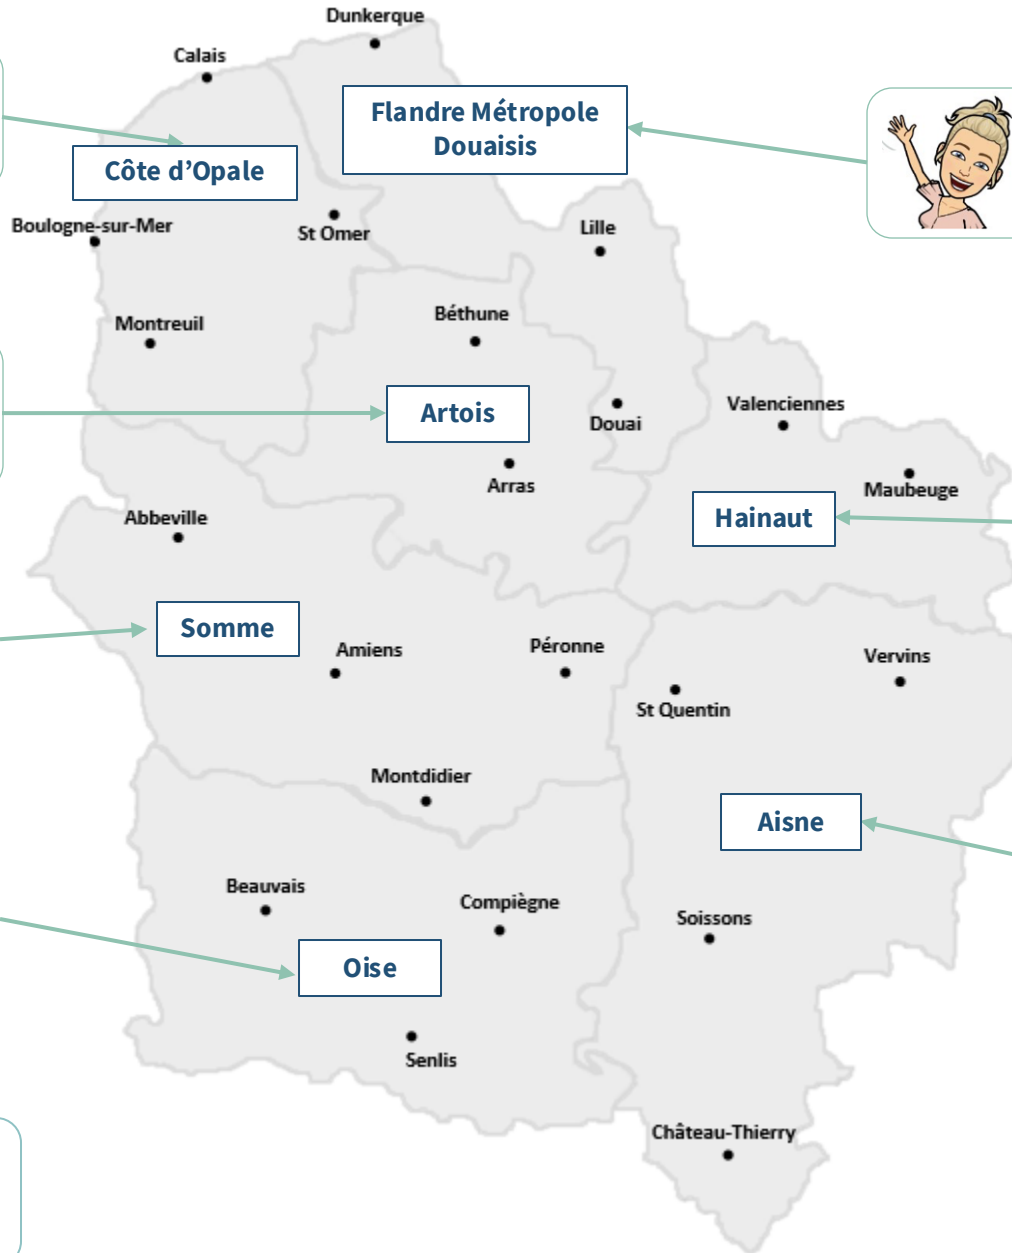 Dunkerque
Calais
Flandre Métropole
Douaisis
Côte d’Opale
Boulogne-sur-Mer
St Omer
Lille
Béthune
Montreuil
Artois
Douai
Valenciennes
Arras
Maubeuge
Abbeville
Hainaut
Somme
Amiens
Péronne
Vervins
St Quentin
Montdidier
Aisne
Beauvais
Compiègne
Soissons
Oise
Senlis
Château-Thierry